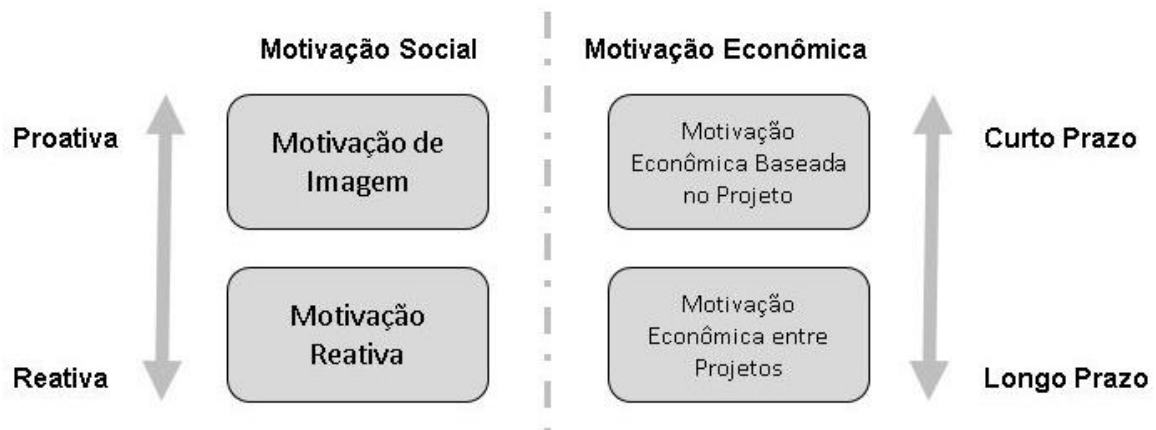 Motivação Social
Motivação Econômica
Proativa
Motivação de
Imagem
Motivação
Econômica Baseada
no Projeto
Curto Prazo
Motivação
Reativa
Motivação
Econômica entre
Projetos
Reativa
Longo Prazo